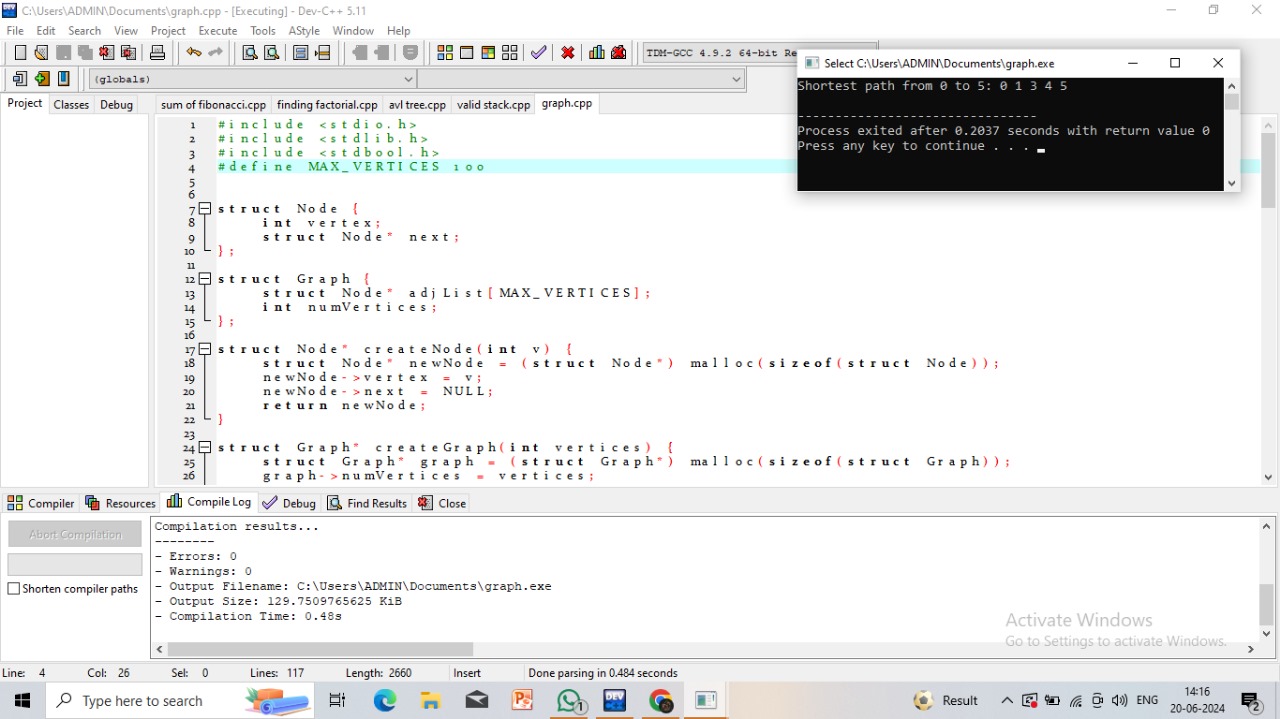 C:\Users\ADMIN\Documents\graph.cpp - [Executing] - Dev-C++ 5.11
File Edit Search View Project Execute Tools AStyle Window Help
TDM-GCC 4.9.2 64-bit Re
(globals)
Project Classes Debug
sum of fibonacci.cpp finding factorial.cpp avl tree.cpp valid stack.cpp graph.cpp
Select C:\Users\ADMIN\Documents\graph.exe
Shortest path from 0 to 5: 0 1 3 4 5
--------------------------------
Process exited after 0.2037 seconds with return value 0
Press any key to continue . . .
1 #include <stdio.h>
2 #include <stdlib.h>
3 #include <stdbool.h>
4 #define MAX_VERTICES 100
5
6
7 struct Node {
8 int vertex;
9 struct Node* next;
10 };
11
12 struct Graph {
13 struct Node* adjList[MAX_VERTICES];
14 int numVertices;
15 };
16
17 struct Node* createNode(int v) {
18 struct Node* newNode = (struct Node*) malloc(sizeof(struct Node));
19 newNode->vertex = v;
20 newNode->next = NULL;
21 return newNode;
22 }
23
24 struct Graph* createGraph(int vertices) {
25 struct Graph* graph = (struct Graph*) malloc(sizeof(struct Graph));
26 graph->numVertices = vertices;
Compiler Resources Compile Log Debug Find Results Close
Abort Compilation
Shorten compiler paths
Compilation results...
--------
- Errors: 0
- Warnings: 0
- Output Filename: C:\Users\ADMIN\Documents\graph.exe
- Output Size: 129.7509765625 KiB
- Compilation Time: 0.48s
Activate Windows
Go to Settings to activate Windows.
Line: 4 Col: 26 Sel: 0 Lines: 117 Length: 2660 Insert Done parsing in 0.484 seconds
Type here to search
1
DEV
Result
ENG
14:16
20-06-2024
2